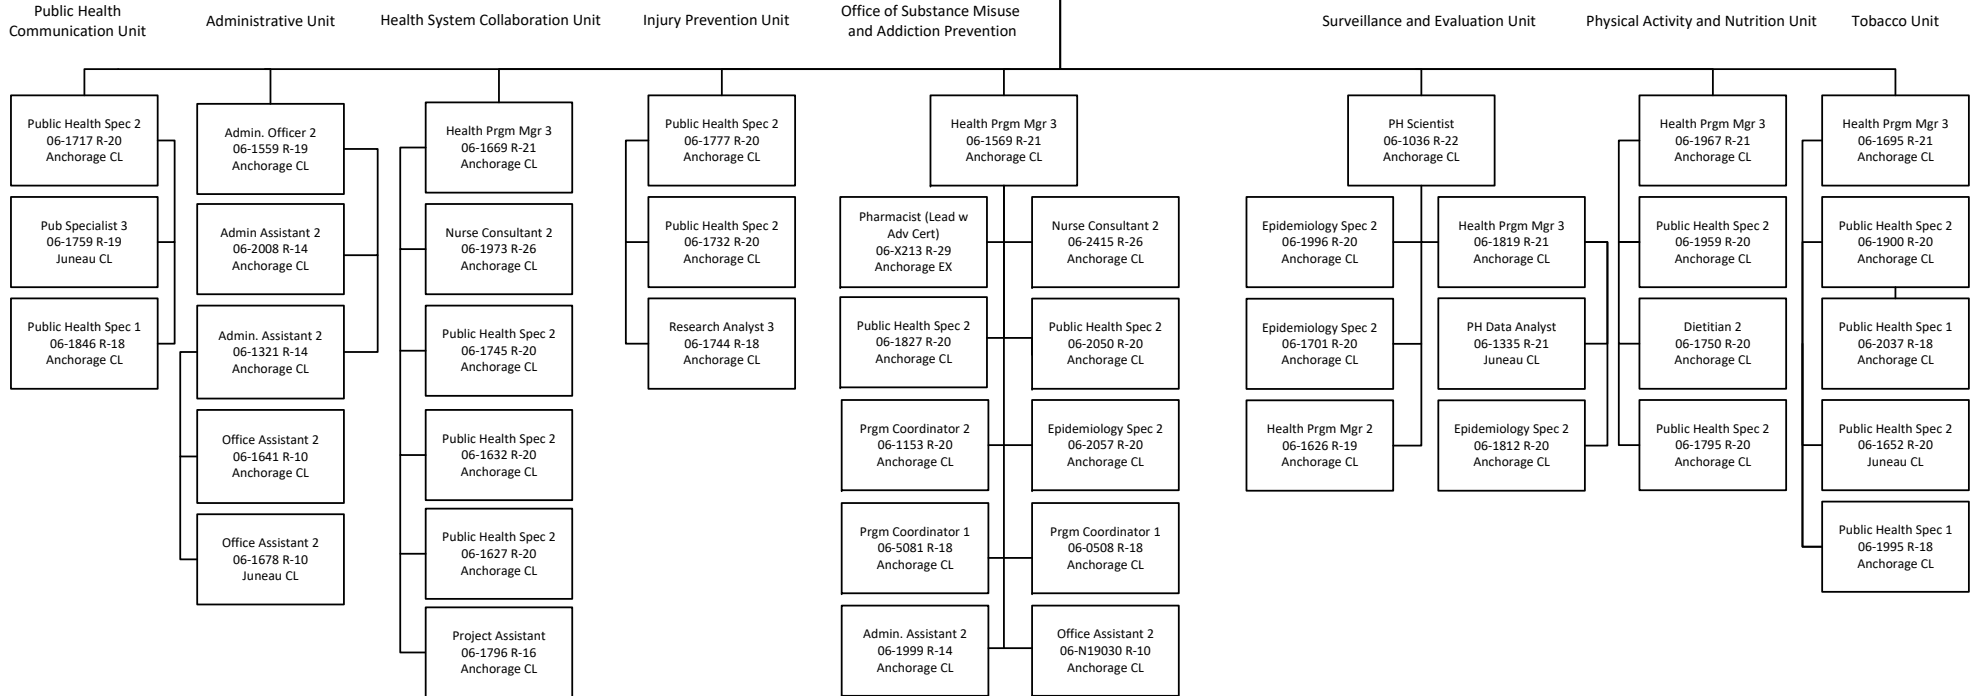 Public Health
Communication Unit
Administrative Unit
Health System Collaboration Unit
Injury Prevention Unit
Office of Substance Misuse
and Addiction Prevention
Surveillance and Evaluation Unit
Physical Activity and Nutrition Unit
Tobacco Unit
Public Health Spec 2
06-1717 R-20
Anchorage CL
Pub Specialist 3
06-1759 R-19
Juneau CL
Public Health Spec 1
06-1846 R-18
Anchorage CL
Admin. Officer 2
06-1559 R-19
Anchorage CL
Admin Assistant 2
06-2008 R-14
Anchorage CL
Admin. Assistant 2
06-1321 R-14
Anchorage CL
Office Assistant 2
06-1641 R-10
Anchorage CL
Office Assistant 2
06-1678 R-10
Juneau CL
Health Prgm Mgr 3
06-1669 R-21
Anchorage CL
Nurse Consultant 2
06-1973 R-26
Anchorage CL
Public Health Spec 2
06-1745 R-20
Anchorage CL
Public Health Spec 2
06-1632 R-20
Anchorage CL
Public Health Spec 2
06-1627 R-20
Anchorage CL
Project Assistant
06-1796 R-16
Anchorage CL
Public Health Spec 2
06-1777 R-20
Anchorage CL
Public Health Spec 2
06-1732 R-20
Anchorage CL
Research Analyst 3
06-1744 R-18
Anchorage CL
Health Prgm Mgr 3
06-1569 R-21
Anchorage CL
Pharmacist (Lead w
Adv Cert)
06-X213 R-29
Anchorage EX
Nurse Consultant 2
06-2415 R-26
Anchorage CL
Public Health Spec 2
06-1827 R-20
Anchorage CL
Public Health Spec 2
06-2050 R-20
Anchorage CL
Prgm Coordinator 2
06-1153 R-20
Anchorage CL
Epidemiology Spec 2
06-2057 R-20
Anchorage CL
Prgm Coordinator 1
06-5081 R-18
Anchorage CL
Prgm Coordinator 1
06-0508 R-18
Anchorage CL
Admin. Assistant 2
06-1999 R-14
Anchorage CL
Office Assistant 2
06-N19030 R-10
Anchorage CL
PH Scientist
06-1036 R-22
Anchorage CL
Epidemiology Spec 2
06-1996 R-20
Anchorage CL
Health Prgm Mgr 3
06-1819 R-21
Anchorage CL
Epidemiology Spec 2
06-1701 R-20
Anchorage CL
PH Data Analyst
06-1335 R-21
Juneau CL
Health Prgm Mgr 2
06-1626 R-19
Anchorage CL
Epidemiology Spec 2
06-1812 R-20
Anchorage CL
Health Prgm Mgr 3
06-1967 R-21
Anchorage CL
Public Health Spec 2
06-1959 R-20
Anchorage CL
Dietitian 2
06-1750 R-20
Anchorage CL
Public Health Spec 2
06-1795 R-20
Anchorage CL
Health Prgm Mgr 3
06-1695 R-21
Anchorage CL
Public Health Spec 2
06-1900 R-20
Anchorage CL
Public Health Spec 1
06-2037 R-18
Anchorage CL
Public Health Spec 2
06-1652 R-20
Juneau CL
Public Health Spec 1
06-1995 R-18
Anchorage CL